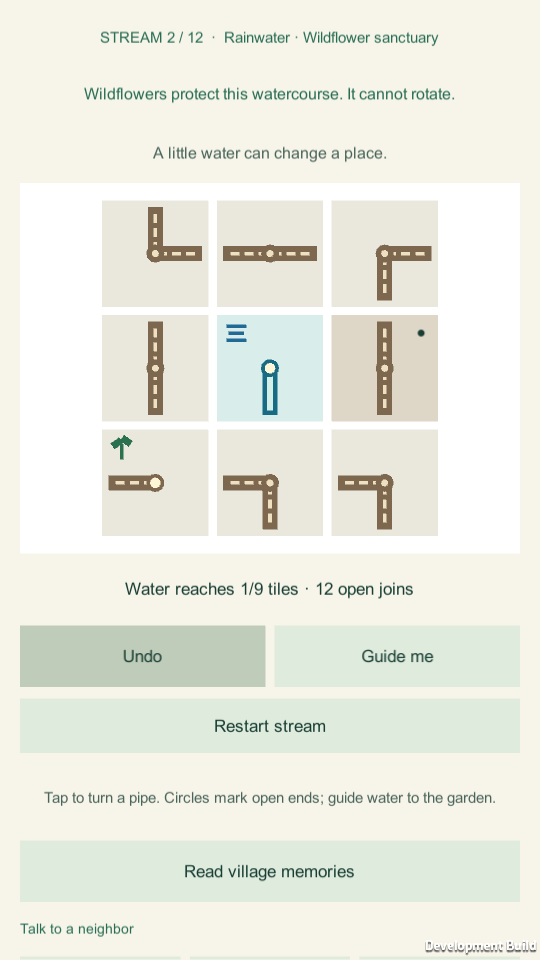 STREAM 2 / 12 · Rainwater · Wildflower sanctuary
Wildflowers protect this watercourse. It cannot rotate.
A little water can change a place.
Water reaches 1/9 tiles · 12 open joins
Undo
Guide me
Restart stream
Tap to turn a pipe. Circles mark open ends; guide water to the garden.
Read village memories
Talk to a neighbor
Development Build